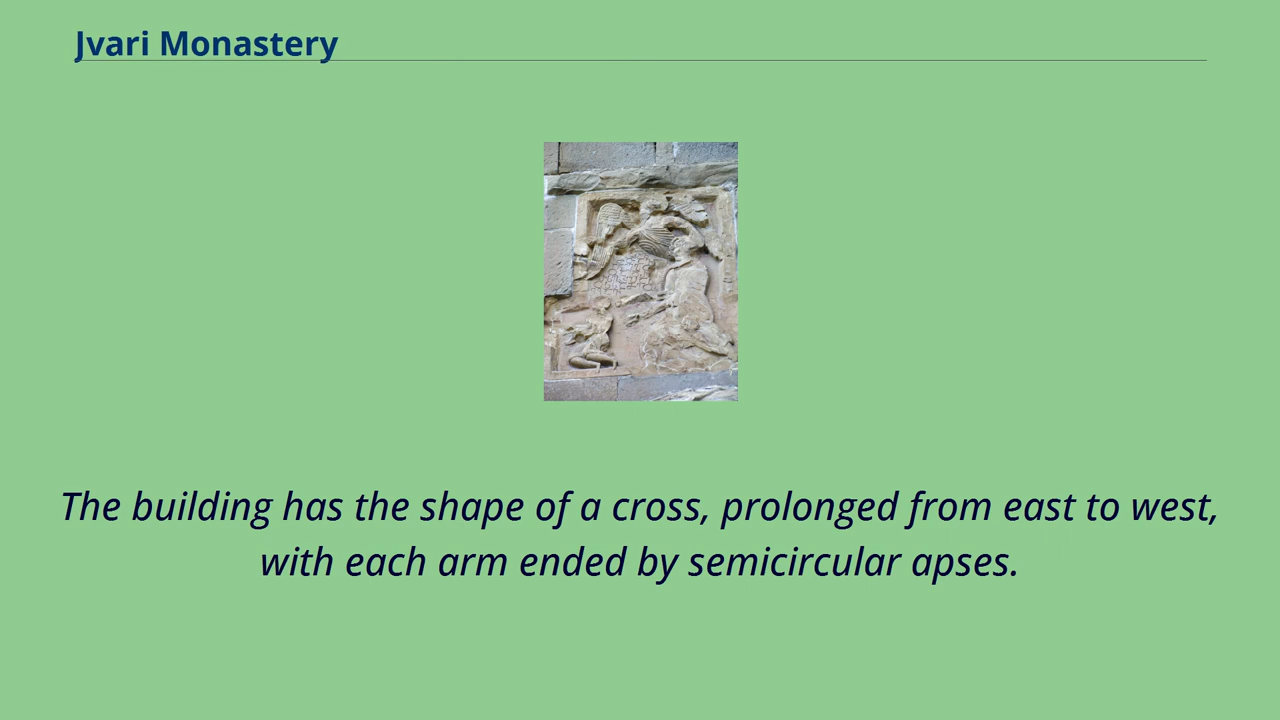 Jvari Monastery
The building has the shape of a cross, prolonged from east to west,
with each arm ended by semicircular apses.